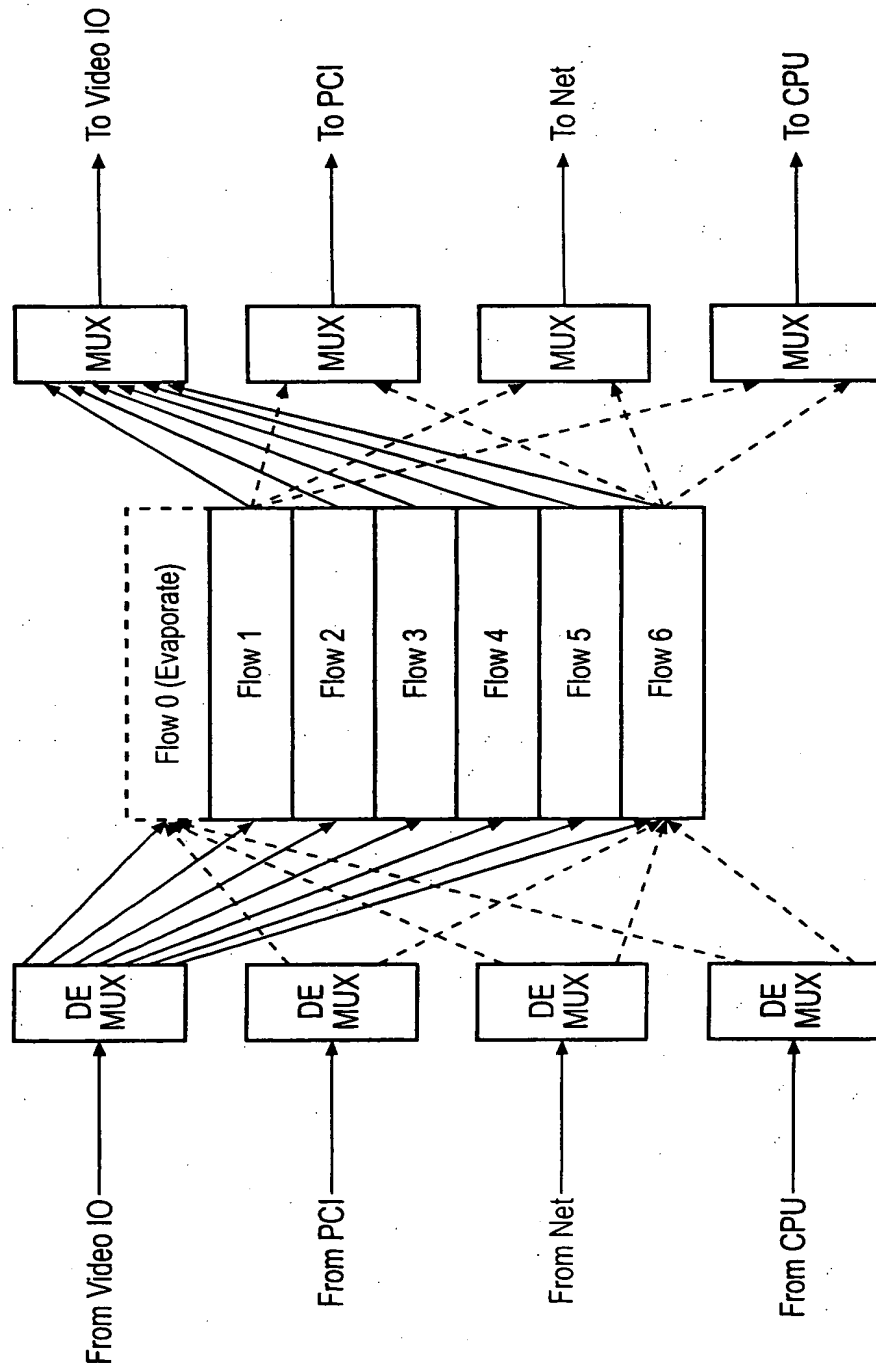 From Video IO
DE
MUX
From PCI
DE
MUX
From Net
DE
MUX
From CPU
DE
MUX
Flow 0 (Evaporate)
Flow 1
Flow 2
Flow 3
Flow 4
Flow 5
Flow 6
MUX
To Video IO
MUX
To PCI
MUX
To Net
MUX
To CPU